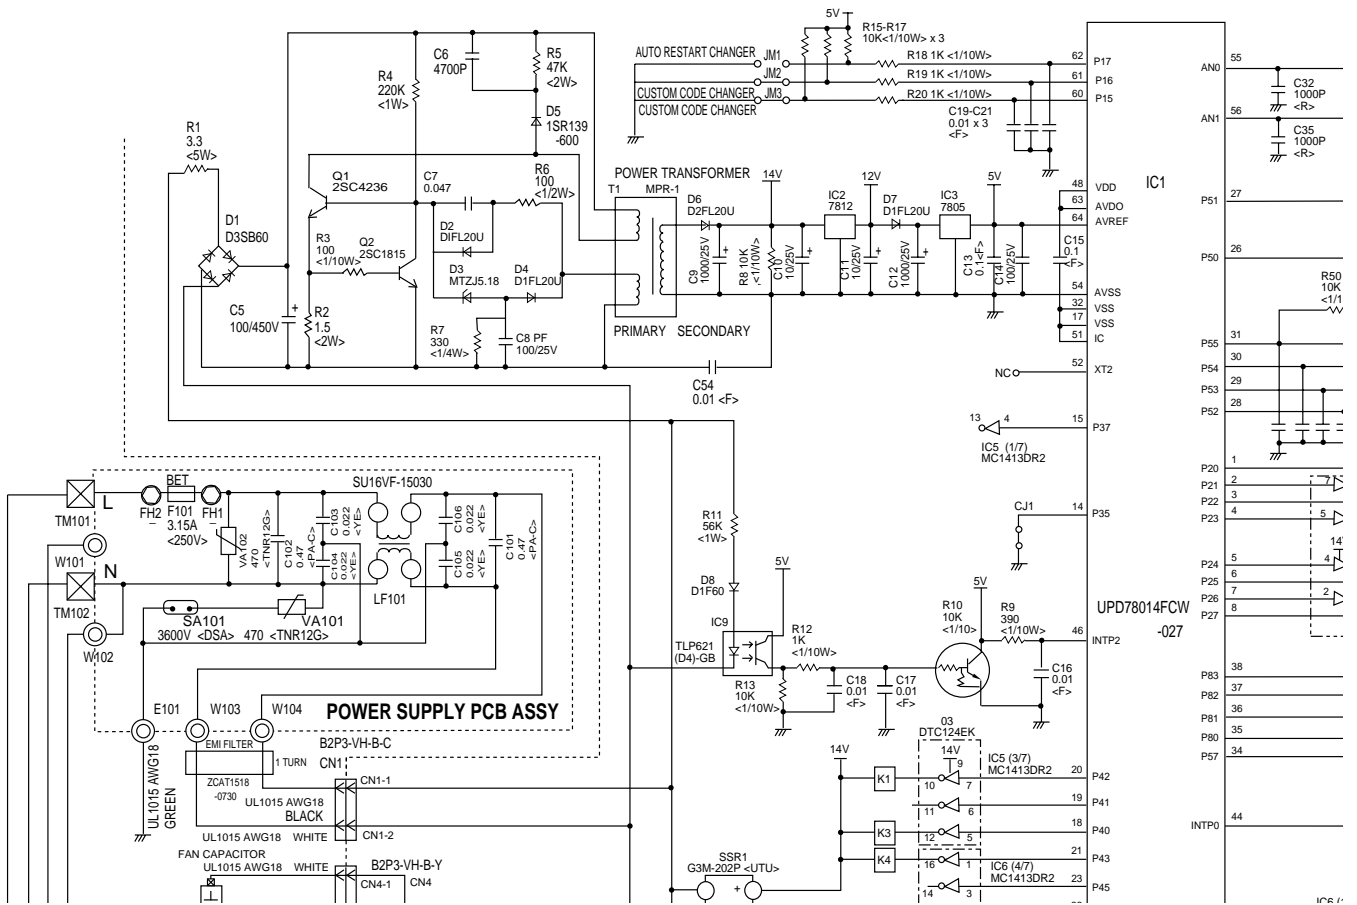 5V
R15-R17
10K<1/10W> x 3
AUTO RESTART CHANGER
JM1
R18 1K <1/10W>
62
P17
JM2
R19 1K <1/10W>
61
P16
CUSTOM CODE CHANGER
JM3
R20 1K <1/10W>
60
P15
CUSTOM CODE CHANGER
C19-C21
0.01 x 3
<F>
AN0
55
C32
1000P
<R>
AN1
56
C35
1000P
<R>
IC1
C6
4700P
R5
47K
<2W>
R4
220K
<1W>
D5
1SR139
-600
R1
3.3
<5W>
Q1
2SC4236
C7
0.047
R6
100
<1/2W>
POWER TRANSFORMER
T1
MPR-1
14V
D6
D2FL20U
IC2
7812
12V
D7
D1FL20U
IC3
7805
5V
48
VDD
63
AVDO
64
AVREF
P51
27
D1
D3SB60
R3
100
<1/10W>
Q2
2SC1815
D2
DIFL20U
D3
MTZJ5.18
D4
D1FL20U
C9
1000/25V
R8 10K
<1/10W>
C10
10/25V
C11
10/25V
C12
1000/25V
C13
0.1<F>
C14
100/25V
C15
0.1
<F>
P50
26
R50
10K
<1/1
C5
100/450V
R2
1.5
<2W>
R7
330
<1/4W>
C8 PF
100/25V
PRIMARY
SECONDARY
54
AVSS
32
VSS
17
VSS
51
IC
P55
31
C54
0.01 <F>
NC
52
XT2
P54
30
P53
29
P52
28
13
4
IC5 (1/7)
MC1413DR2
15
P37
P20
1
P21
2
P22
3
P23
4
7
5
CJ1
14
P35
14
P24
5
P25
6
P26
7
P27
8
4
2
UPD78014FCW
-027
TM101
L
FH2
BET
F101
3.15A
<250V>
FH1
VA102
470
<TNR12G>
C102
0.47
<PA-C>
C103
0.022
<YE>
C104
0.022
<YE>
SU16VF-15030
LF101
C106
0.022
<YE>
C105
0.022
<YE>
C101
0.47
<PA-C>
W101
N
TM102
W102
SA101
3600V <DSA>
VA101
470 <TNR12G>
R11
56K
<1W>
D8
D1F60
IC9
TLP621
(D4)-GB
5V
R12
1K
<1/10W>
R13
10K
<1/10W>
C18
0.01
<F>
C17
0.01
<F>
5V
R10
10K
<1/10>
R9
390
<1/10W>
C16
0.01
<F>
46
INTP2
P83
38
P82
37
P81
36
P80
35
P57
34
E101
W103
W104
POWER SUPPLY PCB ASSY
EMI FILTER
1 TURN
ZCAT1518
-0730
UL1015 AWG18
GREEN
B2P3-VH-B-C
CN1
CN1-1
UL1015 AWG18
BLACK
UL1015 AWG18
WHITE
CN1-2
FAN CAPACITOR
UL1015 AWG18
WHITE
B2P3-VH-B-Y
CN4-1
CN4
SSR1
G3M-202P <UTU>
+
14V
03
DTC124EK
14V
K1
9
10
7
IC5 (3/7)
MC1413DR2
20
P42
11
6
19
P41
K3
12
5
18
P40
INTP0
44
K4
16
1
IC6 (4/7)
MC1413DR2
21
P43
14
3
23
P45